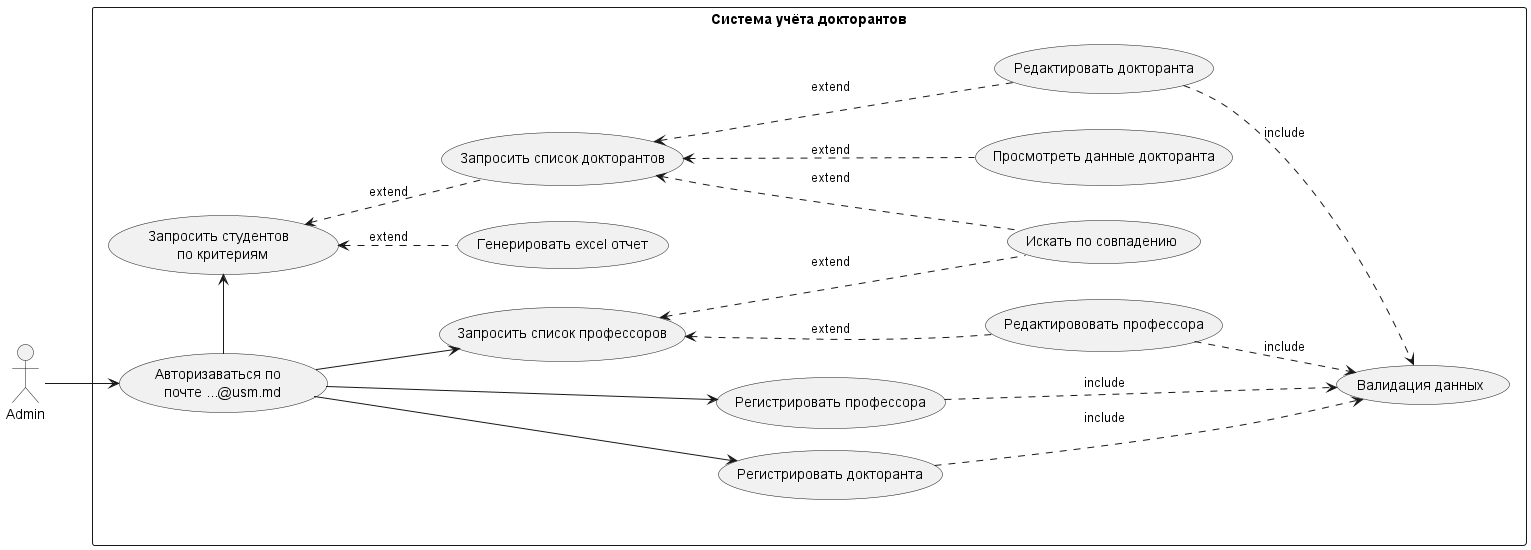 Система учёта докторантов
Редактировать докторанта
extend
include
Запросить список докторантов
extend
Просмотреть данные докторанта
extend
extend
Запросить студентов
по критериям
extend
Генерировать excel отчет
Искать по совпадению
extend
Запросить список профессоров
extend
Редактирововать профессора
include
Admin
Авторизаваться по
почте ...@usm.md
Регистрировать профессора
include
Валидация данных
include
Регистрировать докторанта